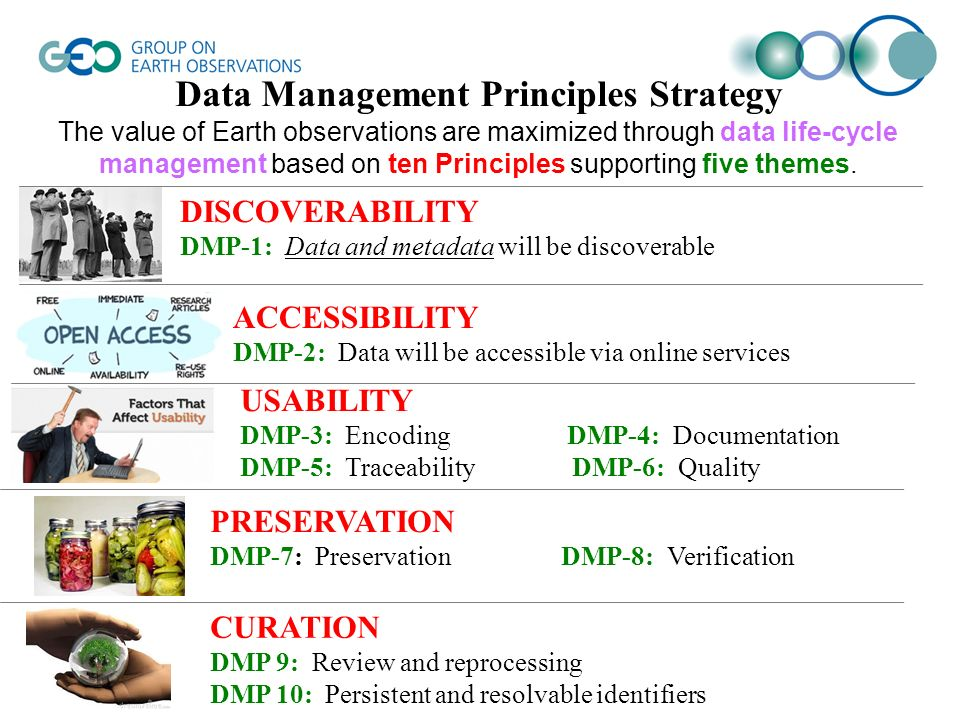 GEO GROUP ON
EARTH OBSERVATIONS
Data Management Principles Strategy
The value of Earth observations are maximized through data life-cycle
management based on ten Principles supporting five themes.
DISCOVERABILITY
DMP-1: Data and metadata will be discoverable
FREE
IMMEDIATE
RESEARCH
ARTICLES
OPEN ACCESS
ONLINE
AVAILABILITY
RE-USE
RIGHTS
ACCESSIBILITY
DMP-2: Data will be accessible via online services
Factors That
Affect Usability
USABILITY
DMP-3: Encoding DMP-4: Documentation
DMP-5: Traceability DMP-6: Quality
PRESERVATION
DMP-7: Preservation DMP-8: Verification
CURATION
DMP 9: Review and reprocessing
DMP 10: Persistent and resolvable identifiers